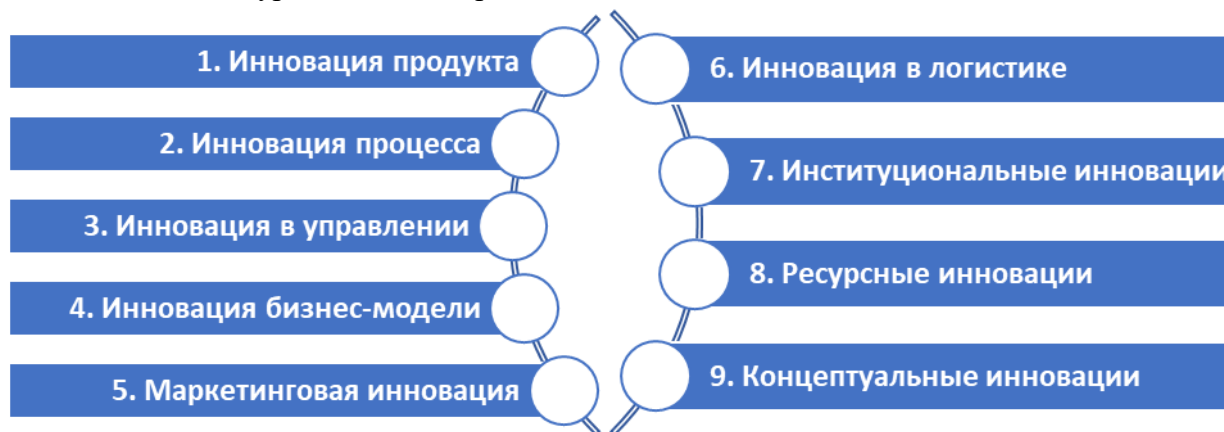 1. Инновация продукта
2. Инновация процесса
3. Инновация в управлении
4. Инновация бизнес-модели
5. Маркетинговая инновация
6. Инновация в логистике
7. Институциональные инновации
8. Ресурсные инновации
9. Концептуальные инновации